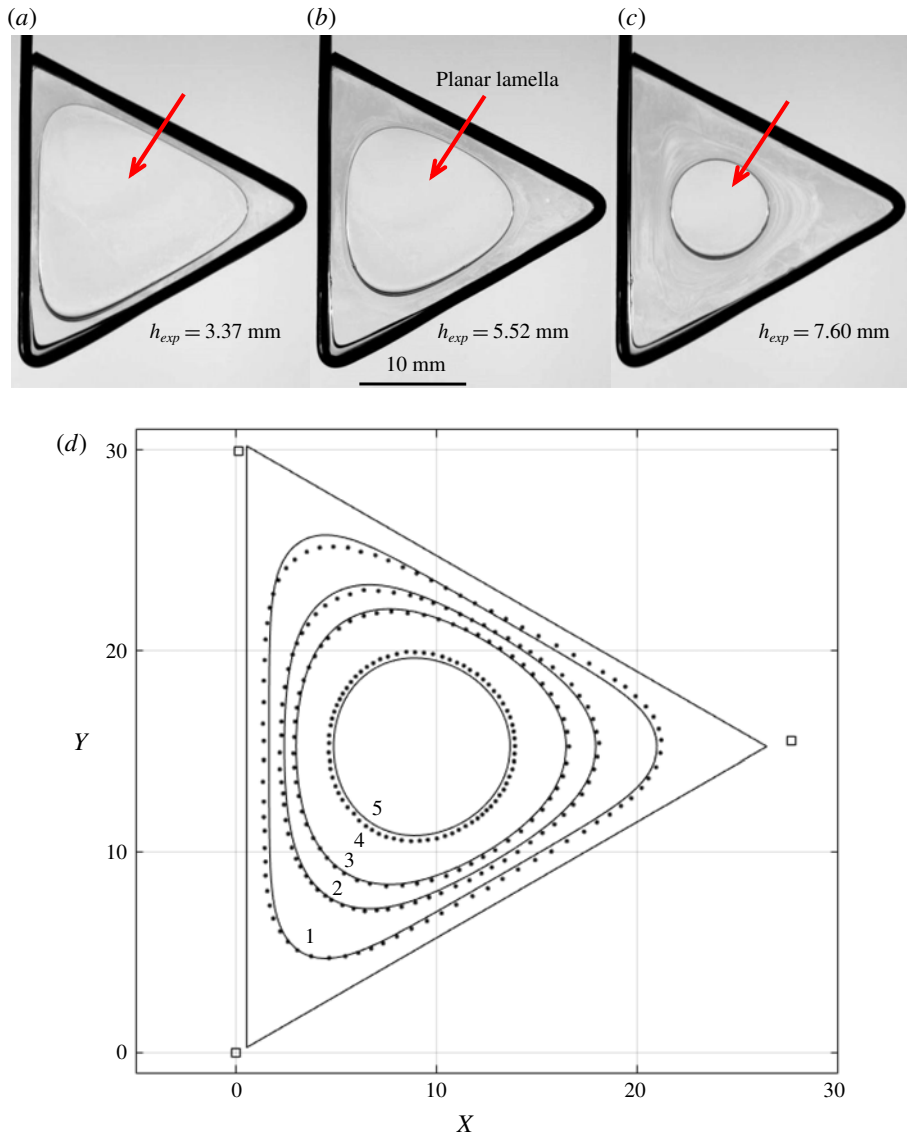 (a) (b) (c)
Planar lamella
h_exp = 3.37 mm h_exp = 5.52 mm h_exp = 7.60 mm
10 mm
(d)
30
20
5
4
Y
3
2
10
1
0
0 10 20 30
X